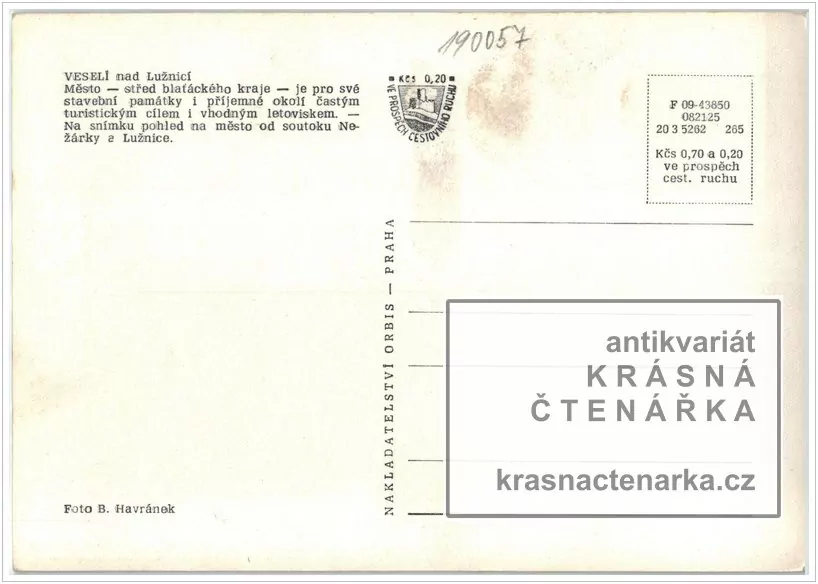 190057
VESELÍ nad Lužnicí
Město — střed blaťáckého kraje — je pro své
stavební památky i příjemné okolí častým
turistickým cílem i vhodným letoviskem. —
Na snímku pohled na město od soutoku Ne-
žárky a Lužnice.
Kčs 0,20
VE PROSPĚCH CESTOVNÍHO RUCHU
F 09-43850
082125
20 3 5262 265
Kčs 0,70 a 0,20
ve prospěch
cest. ruchu
NAKLADATELSTVÍ ORBIS — PRAHA
antikvariát
KRÁSNÁ
ČTENÁŘKA
krasnactenarka.cz
Foto B. Havránek